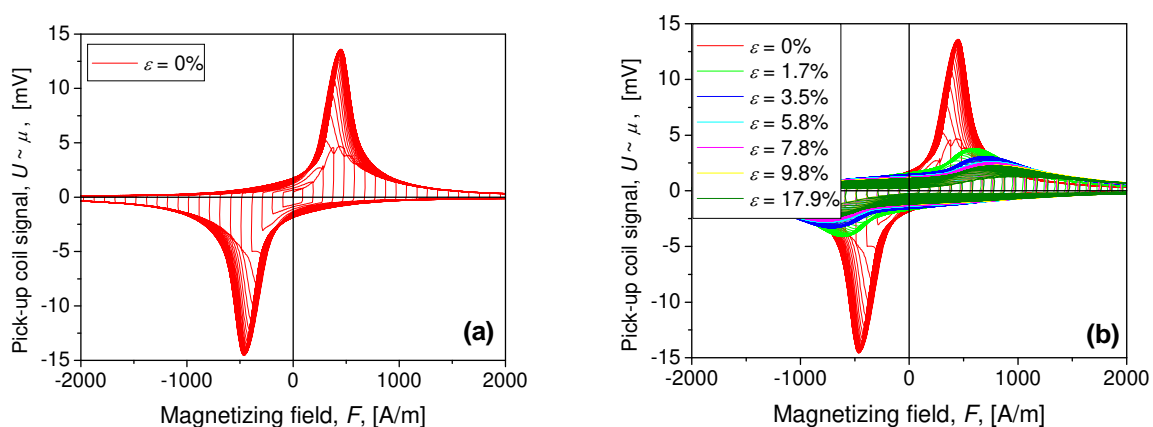 15
10
5
0
-5
-10
-15
-2000 -1000 0 1000 2000
Pick-up coil signal, U ~ μ, [mV]
Magnetizing field, F, [A/m]
ε = 0%
(a)
15
10
5
0
-5
-10
-15
-2000 -1000 0 1000 2000
Pick-up coil signal, U ~ μ, [mV]
Magnetizing field, F, [A/m]
ε = 0%
ε = 1.7%
ε = 3.5%
ε = 5.8%
ε = 7.8%
ε = 9.8%
ε = 17.9%
(b)